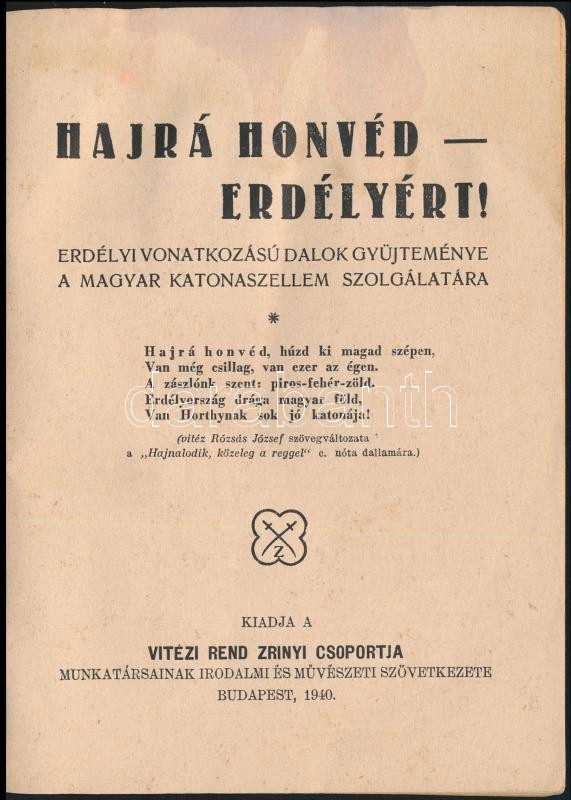 HAJRÁ HONVÉD —
ERDÉLYÉRT!
ERDÉLYI VONATKOZÁSÚ DALOK GYÜJTEMÉNYE
A MAGYAR KATONASZELLEM SZOLGÁLATÁRA
*
Hajrá honvéd, húzd ki magad szépen,
Van még csillag, van ezer az égen.
A zászlónk szent: piros-fehér-zöld.
Erdélyország drága magyar föld,
Van Horthynak sok jó katonája!
(vitéz Rózsás József szövegváltozata
a „Hajnalodik, közeleg a reggel" c. nóta dallamára.)
Z
KIADJA A
VITÉZI REND ZRINYI CSOPORTJA
MUNKATÁRSAINAK IRODALMI ÉS MŰVÉSZETI SZÖVETKEZETE
BUDAPEST, 1940.
darabanth